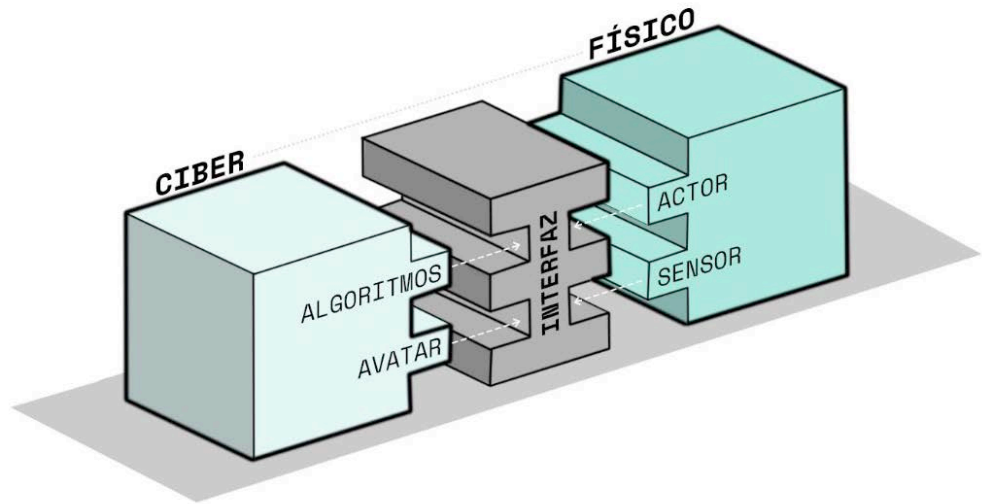 FÍSICO
CIBER
ACTOR
INTERFAZ
SENSOR
ALGORITMOS
AVATAR